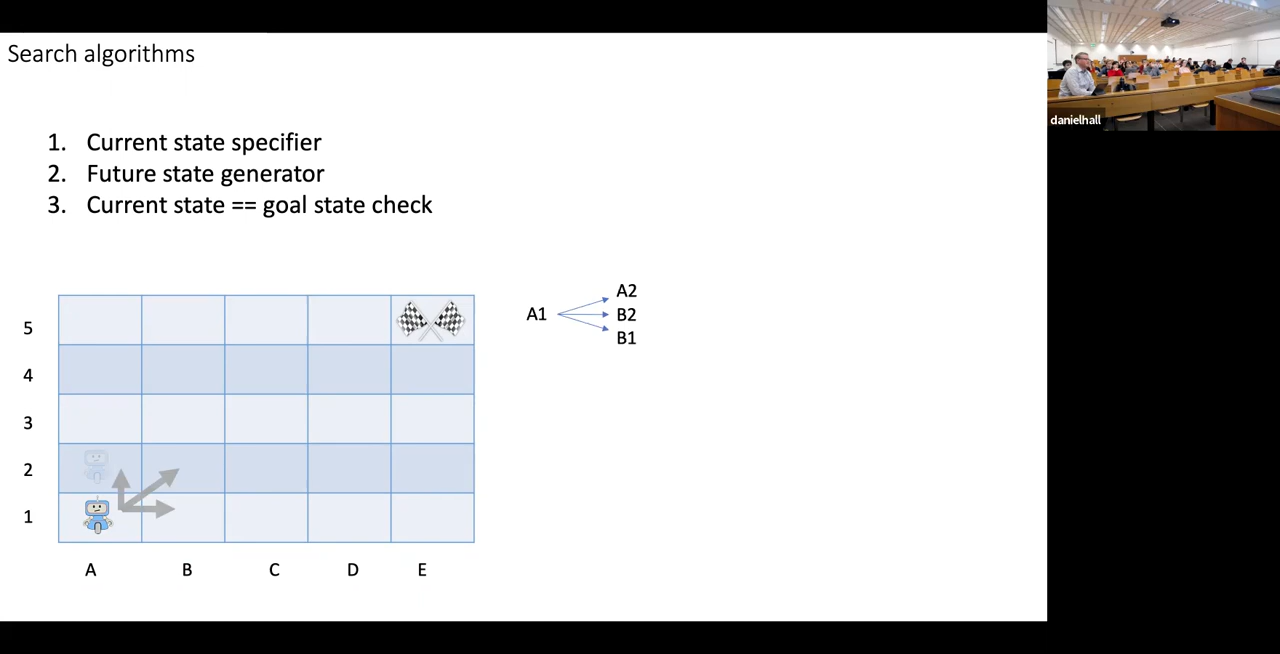 Search algorithms
1. Current state specifier
2. Future state generator
3. Current state == goal state check
A1
A2
B2
B1
5
4
3
2
1
A B C D E
danielhall